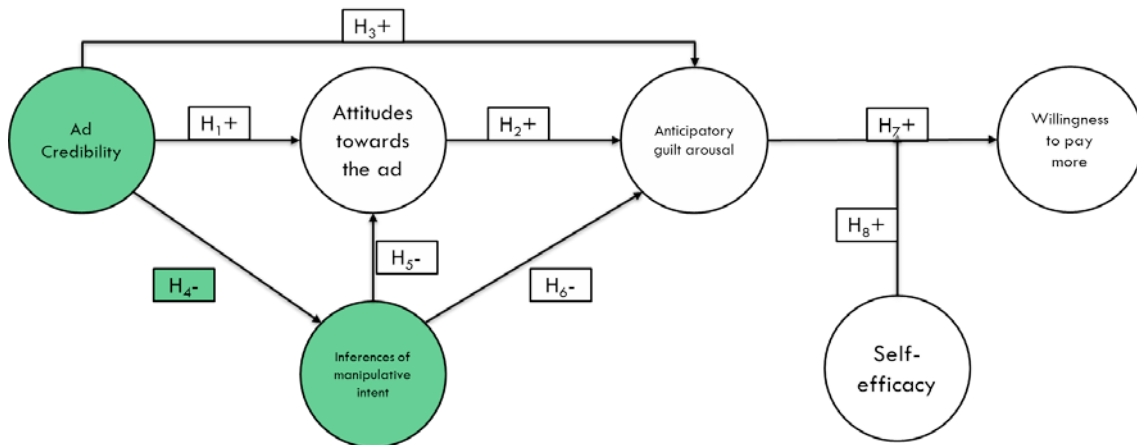 H₃+
Ad
Credibility
H₁+
Attitudes
towards
the ad
H₂+
Anticipatory
guilt arousal
H₇+
Willingness
to pay
more
H₄-
H₅-
H₆-
H₈+
Inferences of
manipulative
intent
Self-
efficacy